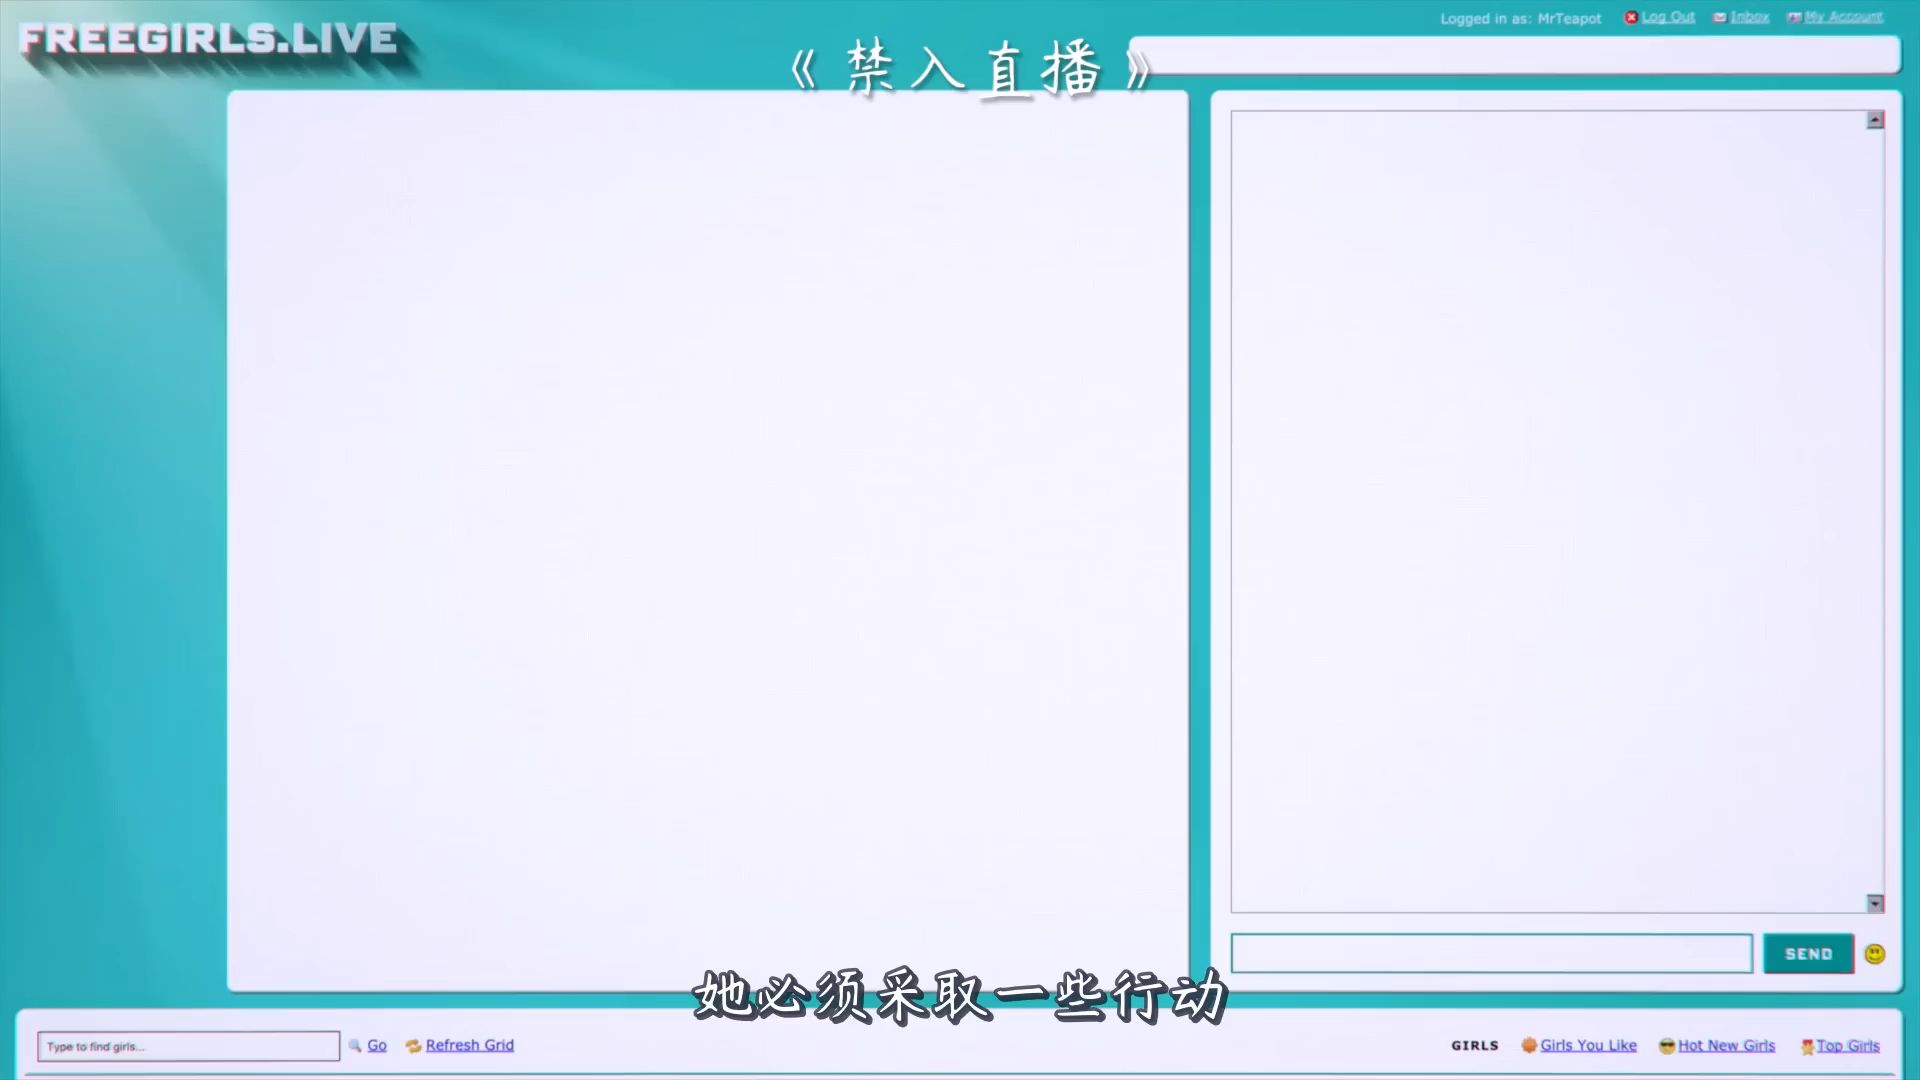 FREEGIRLS.LIVE
Logged in as: MrTeapot
Log Out
Inbox
My Account
《禁入直播》
SEND
她必须采取一些行动
Type to find girls...
Go
Refresh Grid
GIRLS
Girls You Like
Hot New Girls
Top Girls